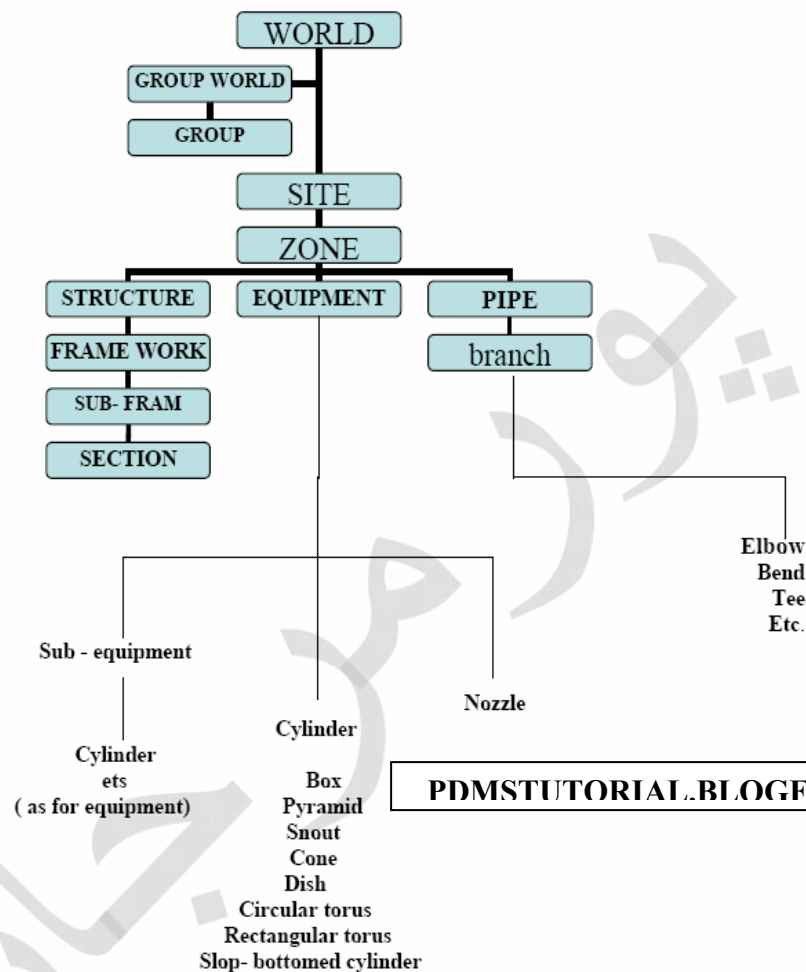 WORLD
GROUP WORLD
GROUP
SITE
ZONE
STRUCTURE
EQUIPMENT
PIPE
FRAME WORK
branch
SUB- FRAM
SECTION
Elbow
Bend
Tee
Etc.
Sub - equipment
Nozzle
Cylinder
Cylinder
ets
( as for equipment)
Box
Pyramid
Snout
Cone
Dish
Circular torus
Rectangular torus
Slop- bottomed cylinder